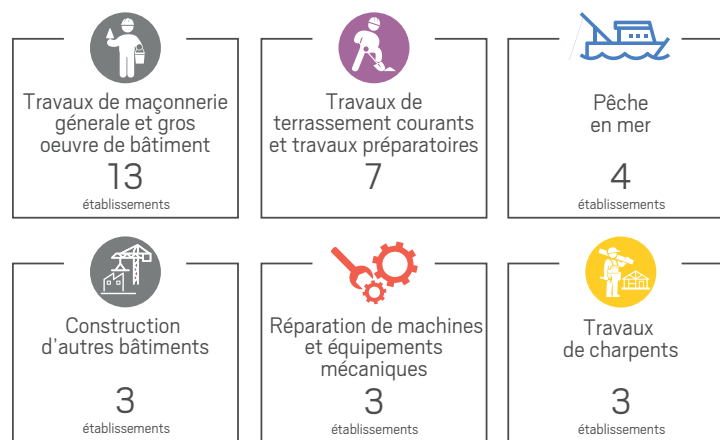 Travaux de maçonnerie
génerale et gros
oeuvre de bâtiment
13
établissements
Travaux de
terrassement courants
et travaux préparatoires
7
Pêche
en mer
4
établissements
Construction
d'autres bâtiments
3
établissements
Réparation de machines
et équipements
mécaniques
3
établissements
Travaux
de charpents
3
établissements